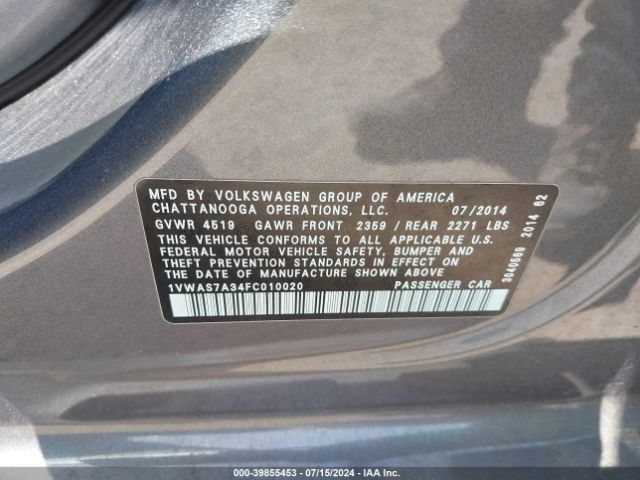 MFD BY VOLKSWAGEN GROUP OF AMERICA
CHATTANOOGA OPERATIONS, LLC. 07/2014
GVWR 4519 GAWR FRONT 2359 / REAR 2271 LBS
THIS VEHICLE CONFORMS TO ALL APPLICABLE U.S.
FEDERAL MOTOR VEHICLE SAFETY, BUMPER AND
THEFT PREVENTION STANDARDS IN EFFECT ON
THE DATE OF MANUFACTURE SHOWN ABOVE
1VWAS7A34FC010020 PASSENGER CAR
3040569 2014 62
000-39855453 - 07/15/2024 - IAA Inc.